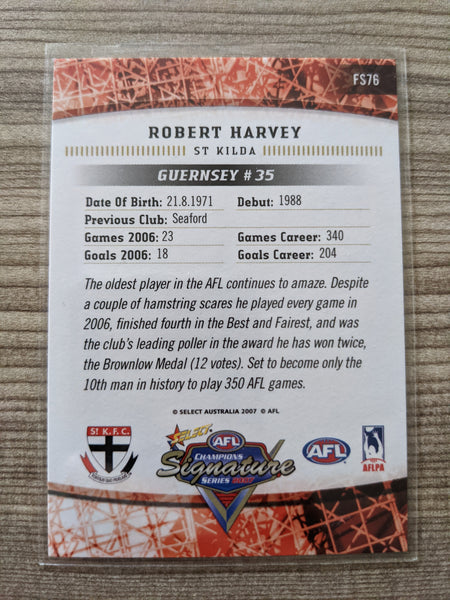 FS76
ROBERT HARVEY
ST KILDA
GUERNSEY # 35
Date Of Birth: 21.8.1971 Debut: 1988
Previous Club: Seaford
Games 2006: 23 Games Career: 340
Goals 2006: 18 Goals Career: 204
The oldest player in the AFL continues to amaze. Despite
a couple of hamstring scares he played every game in
2006, finished fourth in the Best and Fairest, and was
the club's leading poller in the award he has won twice,
the Brownlow Medal (12 votes). Set to become only the
10th man in history to play 350 AFL games.
© SELECT AUSTRALIA 2007 © AFL
ST K.F.C.
SELECT
AFL
CHAMPIONS
Signature
SERIES 2007
AFL
AFLPA